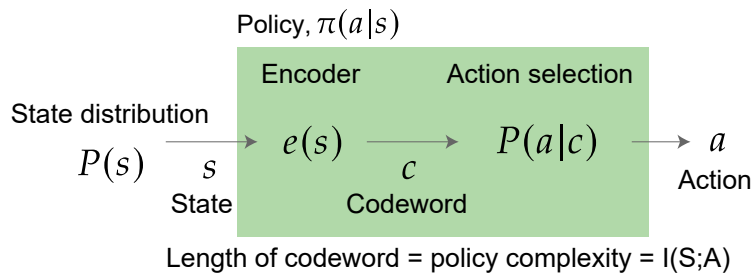 Policy, π(a|s)
Encoder
Action selection
State distribution
P(s)
s
State
e(s)
c
Codeword
P(a|c)
a
Action
Length of codeword = policy complexity = I(S;A)